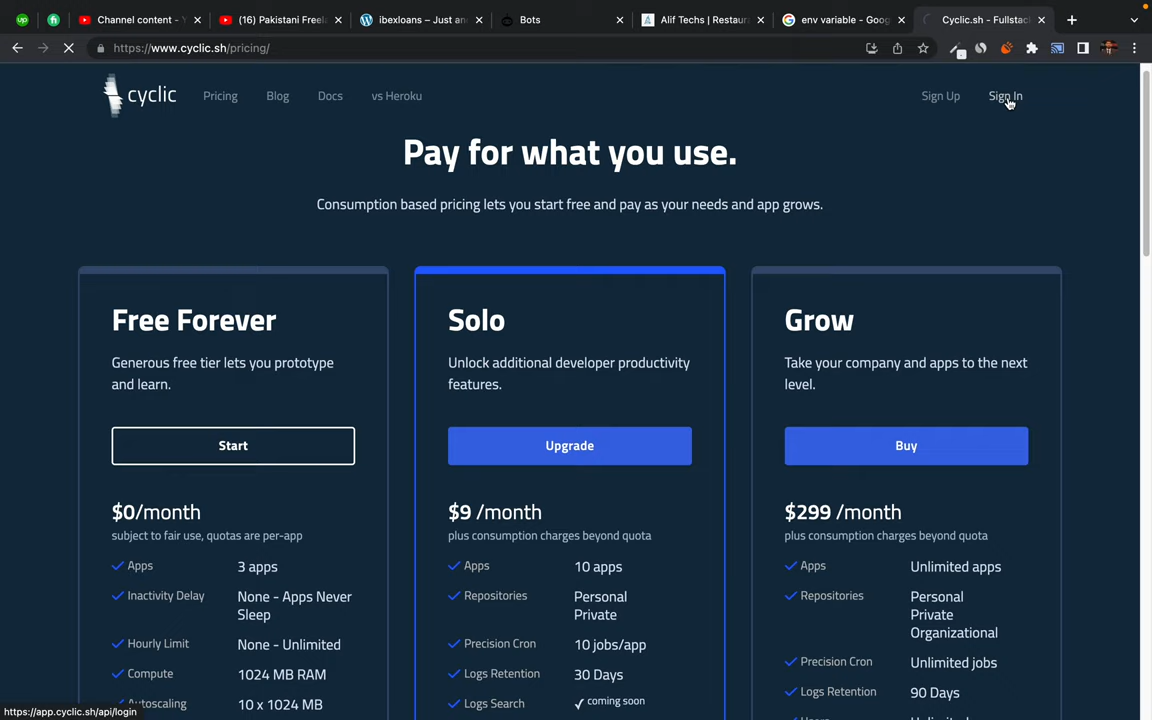 Channel content - Y
(16) Pakistani Freela
ibexloans – Just an
Bots
Alif Techs | Restaur
env variable - Goog
Cyclic.sh - Fullstac
https://www.cyclic.sh/pricing/
cyclic
Pricing
Blog
Docs
vs Heroku
Sign Up
Sign In
Pay for what you use.
Consumption based pricing lets you start free and pay as your needs and app grows.
Free Forever
Generous free tier lets you prototype
and learn.
Start
$0/month
subject to fair use, quotas are per-app
Apps 3 apps
Inactivity Delay None - Apps Never
Sleep
Hourly Limit None - Unlimited
Compute 1024 MB RAM
Autoscaling 10 x 1024 MB
Solo
Unlock additional developer productivity
features.
Upgrade
$9 /month
plus consumption charges beyond quota
Apps 10 apps
Repositories Personal
Private
Precision Cron 10 jobs/app
Logs Retention 30 Days
Logs Search ✓ coming soon
Grow
Take your company and apps to the next
level.
Buy
$299 /month
plus consumption charges beyond quota
Apps Unlimited apps
Repositories Personal
Private
Organizational
Precision Cron Unlimited jobs
Logs Retention 90 Days
https://app.cyclic.sh/api/login